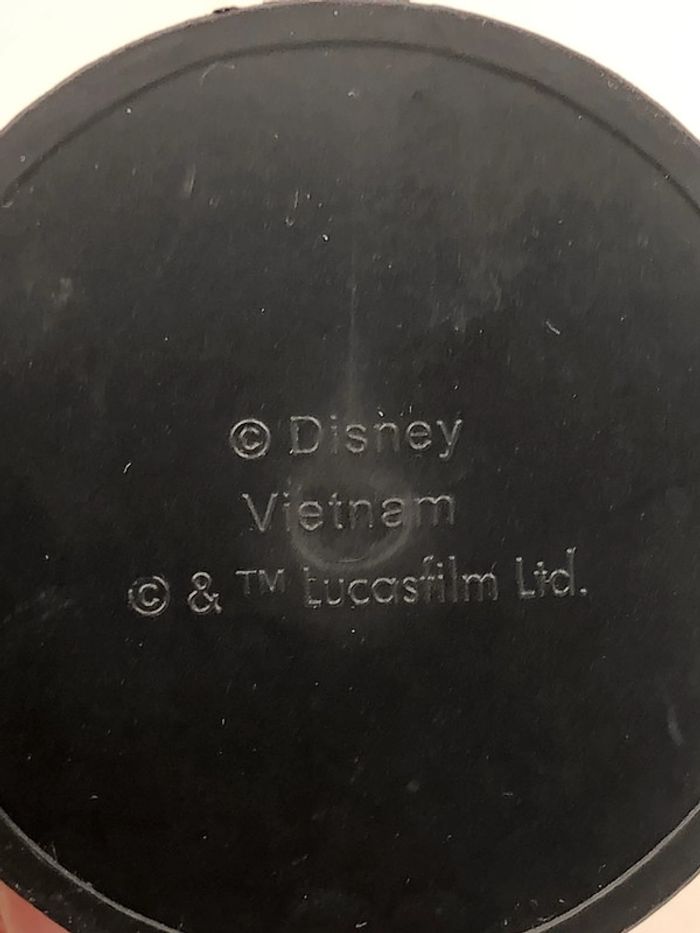 © Disney
Vietnam
© & ™ Lucasfilm Ltd.